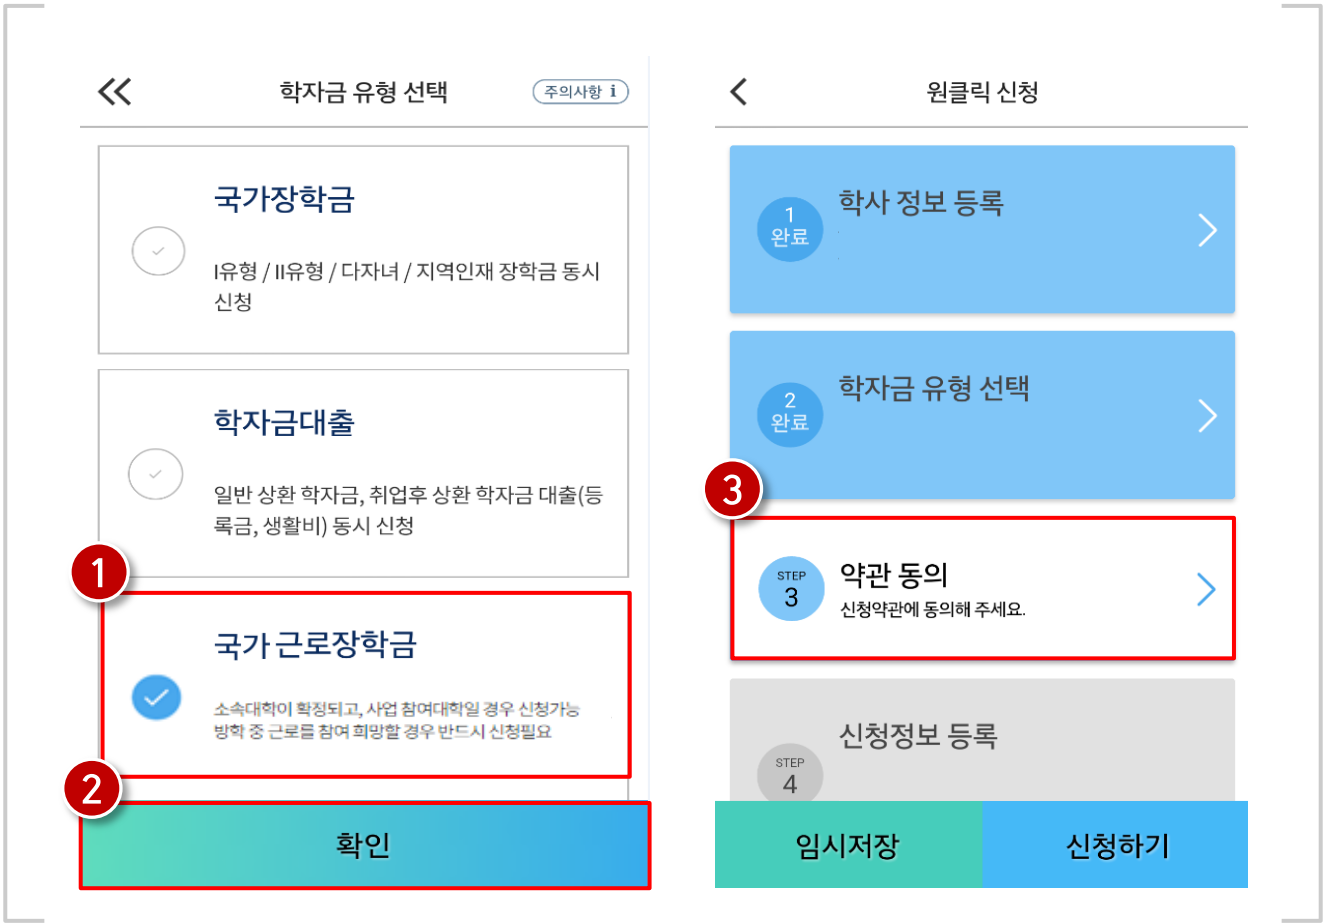 학자금 유형 선택
주의사항 i
국가장학금
I유형 / II유형 / 다자녀 / 지역인재 장학금 동시
신청
학자금대출
일반 상환 학자금, 취업후 상환 학자금 대출(등
록금, 생활비) 동시 신청
1
국가 근로장학금
소속대학이 확정되고, 사업 참여대학일 경우 신청가능
방학 중 근로를 참여 희망할 경우 반드시 신청필요
2
확인
원클릭 신청
1
완료
학사 정보 등록
2
완료
학자금 유형 선택
3
STEP
3
약관 동의
신청약관에 동의해 주세요.
신청정보 등록
STEP
4
임시저장
신청하기